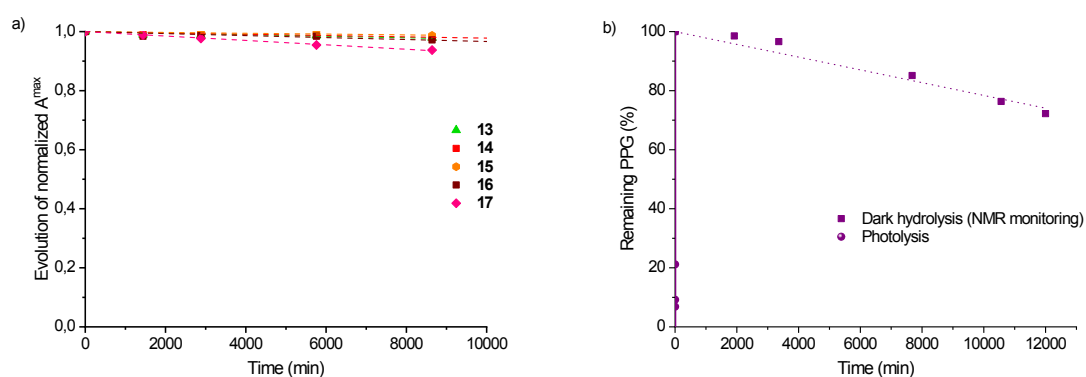 a)
Evolution of normalized A^max
1,0
0,8
0,6
0,4
0,2
0,0
13
14
15
16
17
0 2000 4000 6000 8000 10000
Time (min)
b)
Remaining PPG (%)
100
80
60
40
20
0
Dark hydrolysis (NMR monitoring)
Photolysis
0 2000 4000 6000 8000 10000 12000
Time (min)